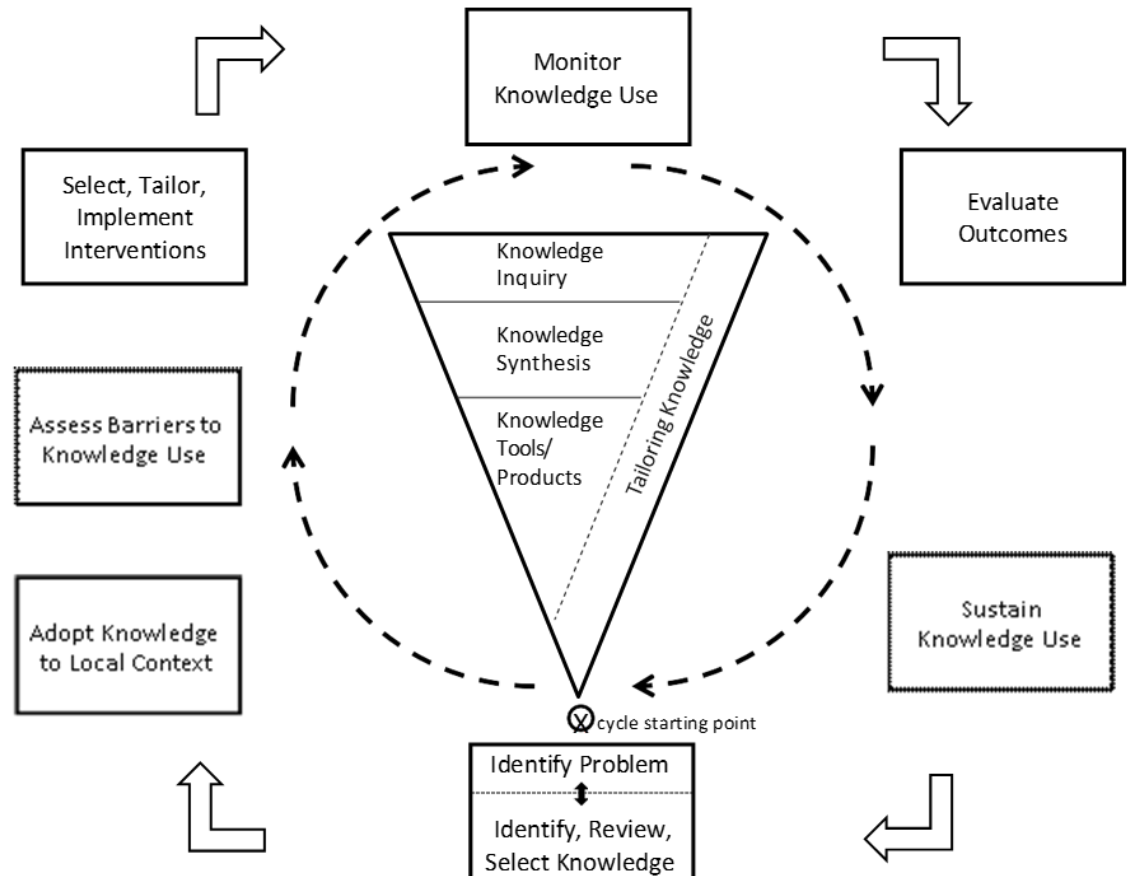 Monitor
Knowledge Use
Select, Tailor,
Implement
Interventions
Evaluate
Outcomes
Knowledge
Inquiry
Knowledge
Synthesis
Knowledge
Tools/
Products
Tailoring Knowledge
Assess Barriers to
Knowledge Use
Adopt Knowledge
to Local Context
Sustain
Knowledge Use
X cycle starting point
Identify Problem
Identify, Review,
Select Knowledge